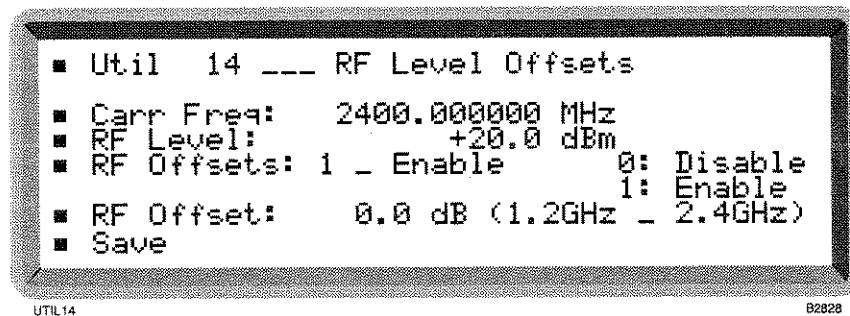 ▪ Util 14 ___ RF Level Offsets
▪ Carr Freq: 2400.000000 MHz
▪ RF Level: +20.0 dBm
▪ RF Offsets: 1 _ Enable 0: Disable
1: Enable
▪ RF Offset: 0.0 dB (1.2GHz _ 2.4GHz)
▪ Save
UTIL14 B2828